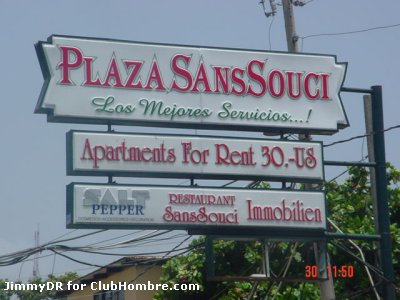 PLAZA SANSSOUCI
Los Mejores Servicios...!
Apartments For Rent 30.-US
SALT
PEPPER
RESTAURANT
SansSouci
Immobilien
30 11:50
JimmyDR for ClubHombre.com